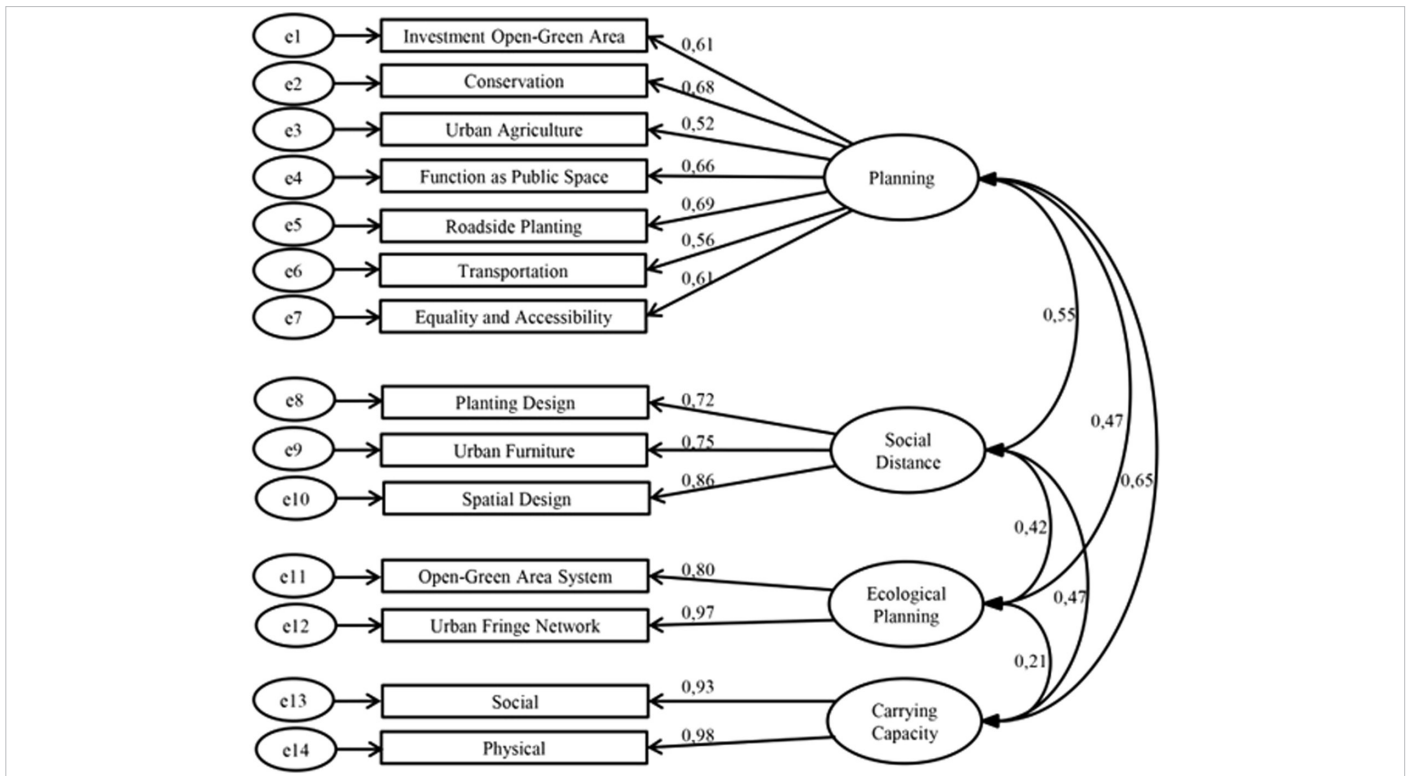 e1
Investment Open-Green Area
0,61
e2
Conservation
0,68
e3
Urban Agriculture
0,52
e4
Function as Public Space
0,66
Planning
e5
Roadside Planting
0,69
e6
Transportation
0,56
e7
Equality and Accessibility
0,61
0,55
e8
Planting Design
0,72
0,47
e9
Urban Furniture
0,75
Social
Distance
e10
Spatial Design
0,86
0,65
0,42
e11
Open-Green Area System
0,80
Ecological
Planning
0,47
e12
Urban Fringe Network
0,97
0,21
e13
Social
0,93
Carrying
Capacity
e14
Physical
0,98